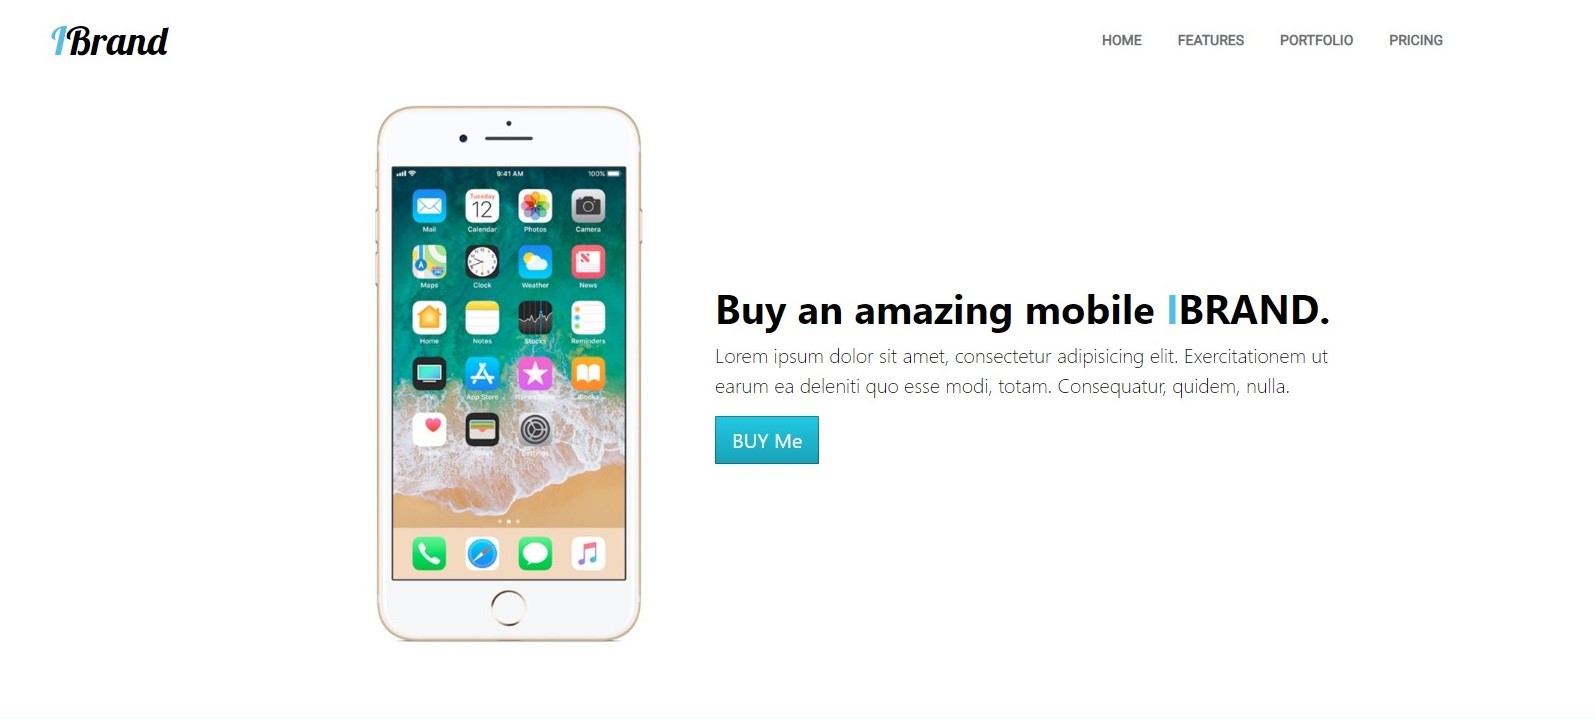 IBrand
HOME FEATURES PORTFOLIO PRICING
9:41 AM 100%
Tuesday
12
Mail Calendar Photos Camera
280
Maps Clock Weather News
Home Notes Stocks Reminders
TV App Store iTunes Store iBooks
Settings
Buy an amazing mobile IBRAND.
Lorem ipsum dolor sit amet, consectetur adipisicing elit. Exercitationem ut
earum ea deleniti quo esse modi, totam. Consequatur, quidem, nulla.
BUY Me